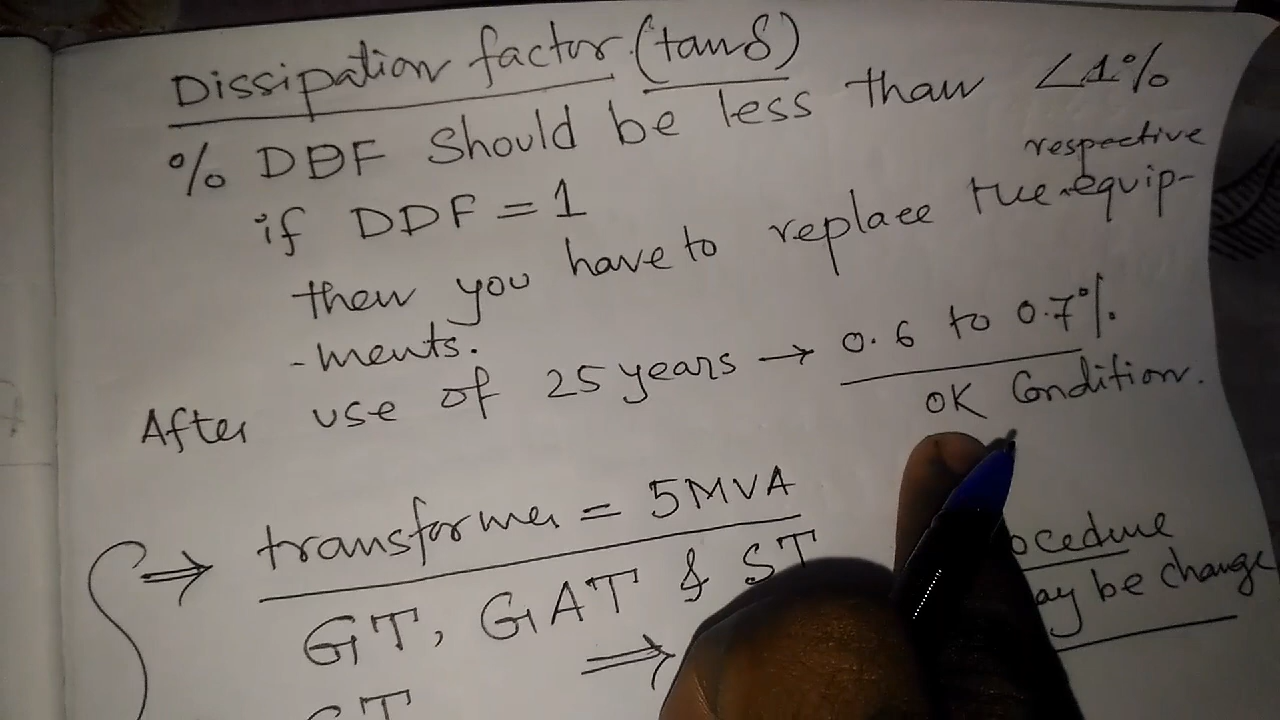 Dissipation factor (tanδ)
% DDF Should be less than <1%
if DDF = 1
then you have to replace the respective equip-
-ments.
After use of 25 years → 0.6 to 0.7%
OK Condition.
⇒ transformer = 5MVA
GT, GAT & ST
⇒
ocedure
ay be change